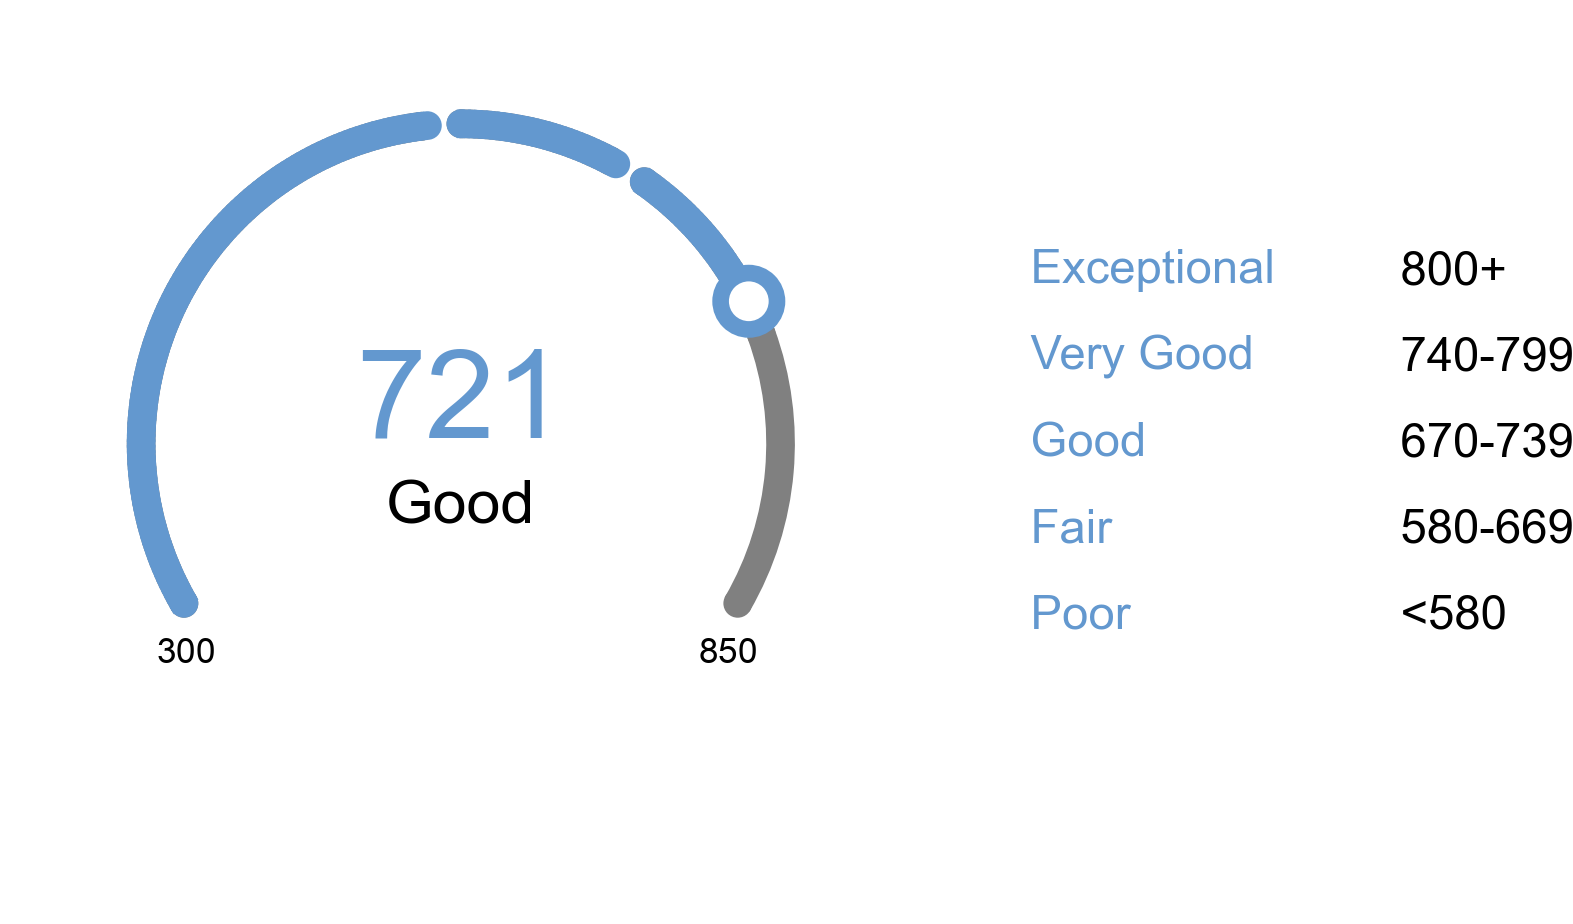 721
Good
300
850
Exceptional 800+
Very Good 740-799
Good 670-739
Fair 580-669
Poor <580